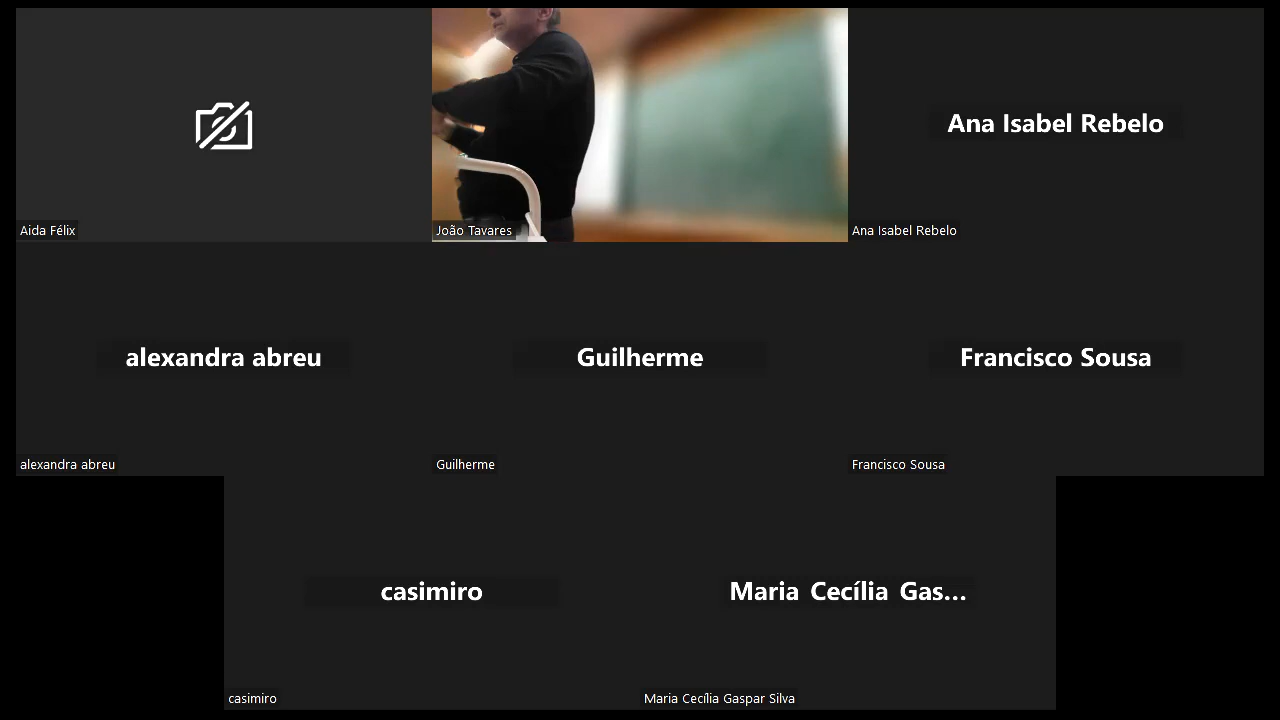 Aida Félix
João Tavares
Ana Isabel Rebelo
Ana Isabel Rebelo
alexandra abreu
Guilherme
Francisco Sousa
alexandra abreu
Guilherme
Francisco Sousa
casimiro
Maria Cecília Gas...
casimiro
Maria Cecília Gaspar Silva